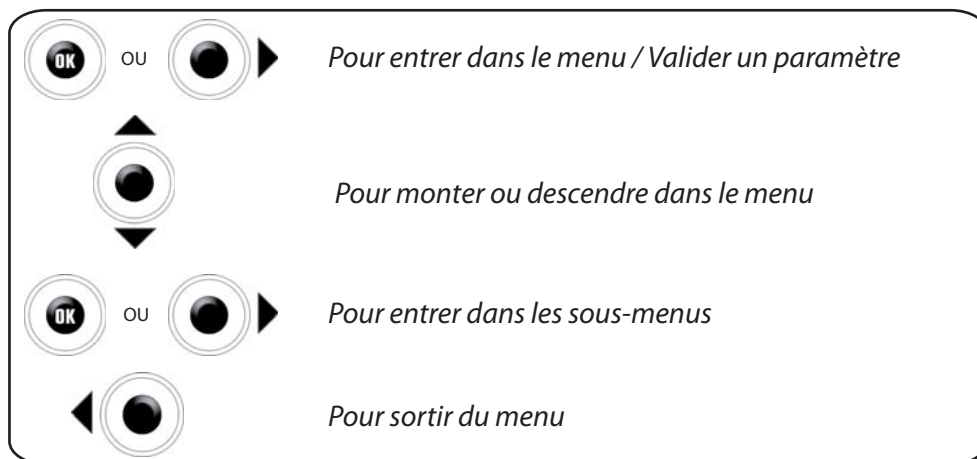 OK OU Pour entrer dans le menu / Valider un paramètre
Pour monter ou descendre dans le menu
OK OU Pour entrer dans les sous-menus
Pour sortir du menu